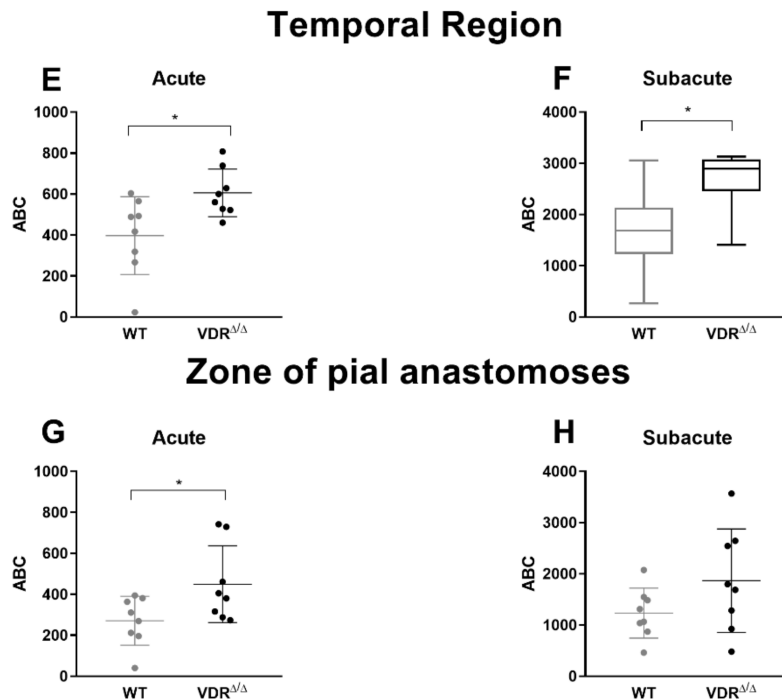 Temporal Region
E
Acute
*
1000
800
600
400
200
0
ABC
WT VDR^Δ/Δ
F
Subacute
*
4000
3000
2000
1000
0
ABC
WT VDR^Δ/Δ
Zone of pial anastomoses
G
Acute
*
1000
800
600
400
200
0
ABC
WT VDR^Δ/Δ
H
Subacute
4000
3000
2000
1000
0
ABC
WT VDR^Δ/Δ